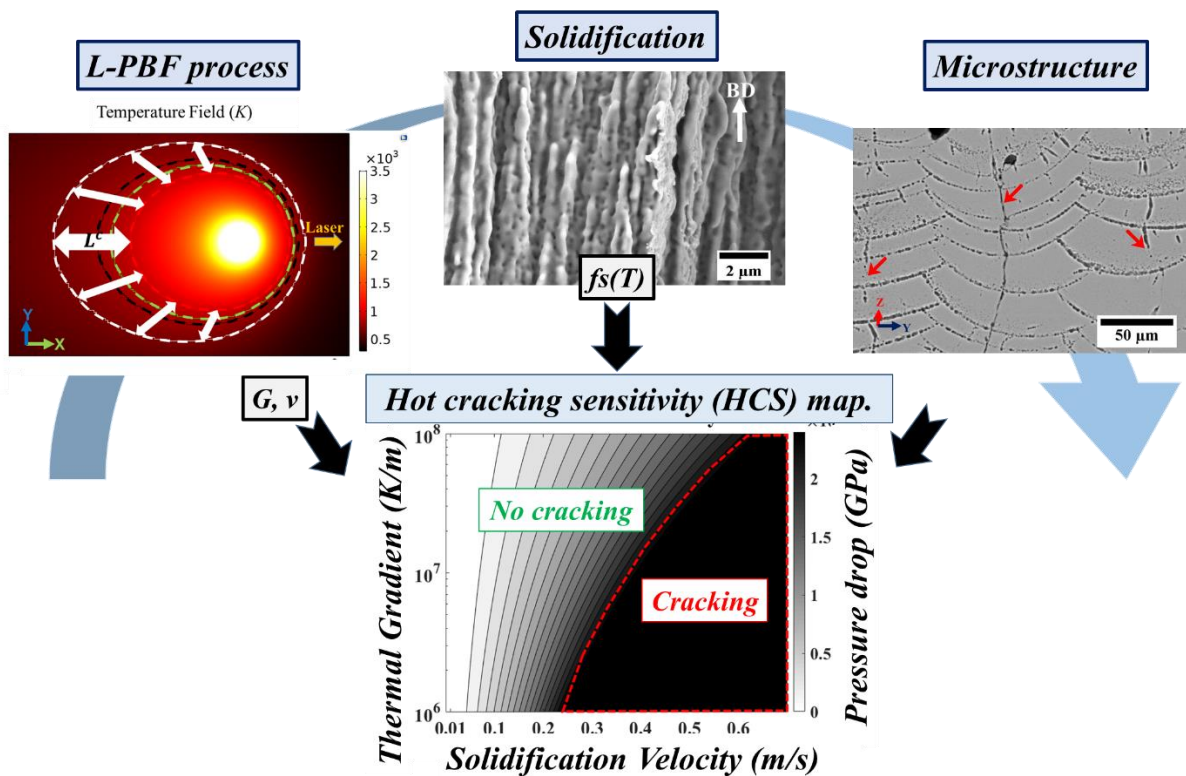 Solidification
L-PBF process
Microstructure
Temperature Field (K)
×10³
3.5
3
2.5
2
1.5
1
0.5
Lc
Laser
Y
X
BD
2 µm
fs(T)
Z
Y
50 µm
G, v
Hot cracking sensitivity (HCS) map.
Thermal Gradient (K/m)
10⁸
10⁷
10⁶
No cracking
Cracking
2
1.5
1
0.5
0
Pressure drop (GPa)
0.01 0.1 0.2 0.3 0.4 0.5 0.6
Solidification Velocity (m/s)